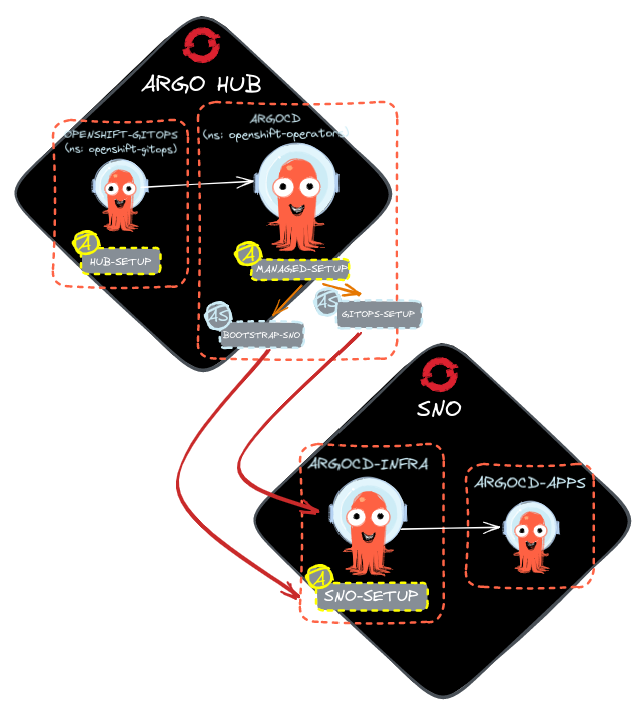 ARGO HUB
OPENSHIFT-GITOPS
(ns: openshift-gitops)
ARGOCD
(ns: openshift-operators)
A
HUB-SETUP
A
MANAGED-SETUP
AS
BOOTSTRAP-SNO
AS
GITOPS-SETUP
SNO
ARGOCD-INFRA
ARGOCD-APPS
A
SNO-SETUP